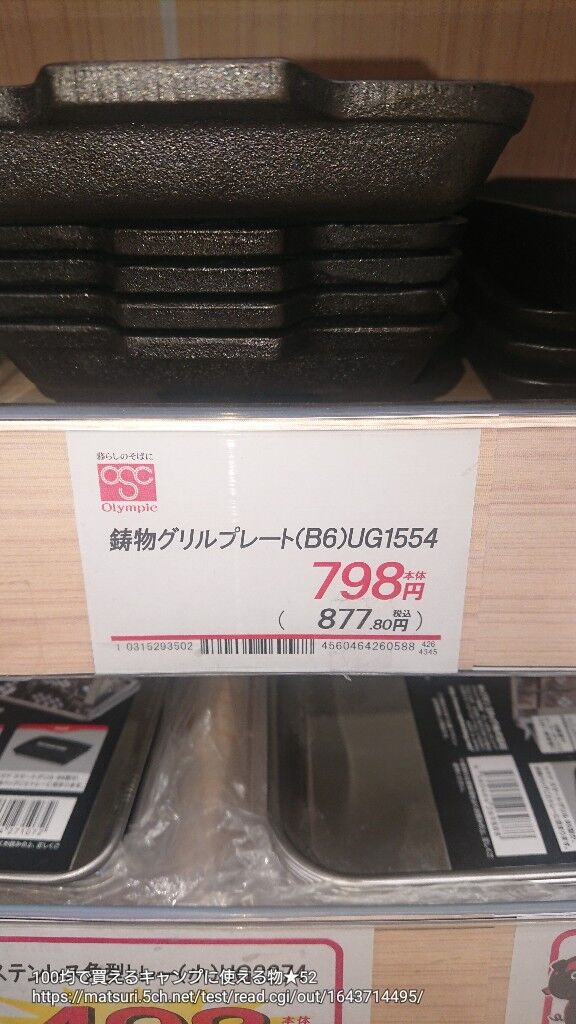 暮らしのそばに
OSC
Olympic
鋳物グリルプレート(B6)UG1554
798本体円
( 877.80税込円 )
1 0315293502
4560464260588
426
4345
100均で買えるキャンプに使える物★52
https://matsuri.5ch.net/test/read.cgi/out/1643714495/
本体